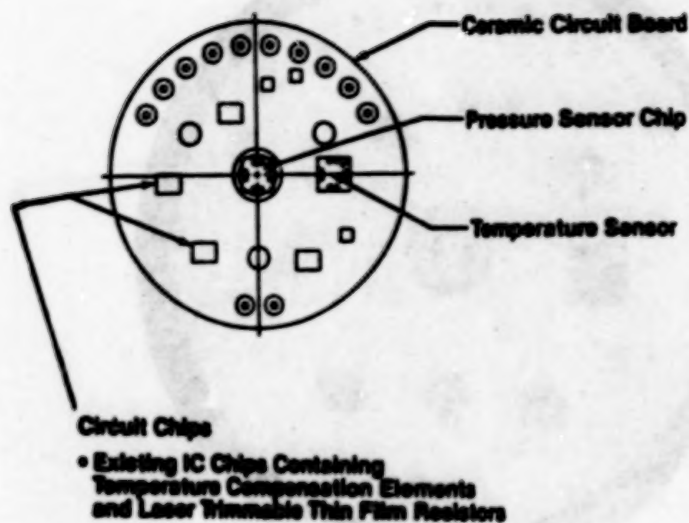 Ceramic Circuit Board
Pressure Sensor Chip
Temperature Sensor
Circuit Chips
• Existing IC Chips Containing
Temperature Compensation Elements
and Laser Trimmable Thin Film Resistors